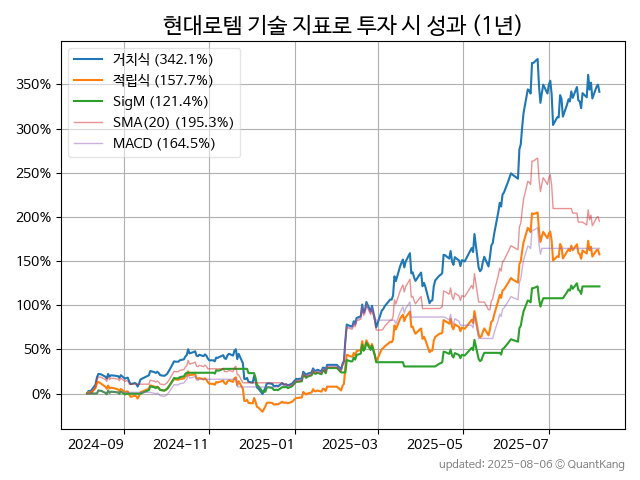 현대로템 기술 지표로 투자 시 성과 (1년)
거치식 (342.1%)
적립식 (157.7%)
SigM (121.4%)
SMA(20) (195.3%)
MACD (164.5%)
350%
300%
250%
200%
150%
100%
50%
0%
2024-09 2024-11 2025-01 2025-03 2025-05 2025-07
updated: 2025-08-06 © QuantKang